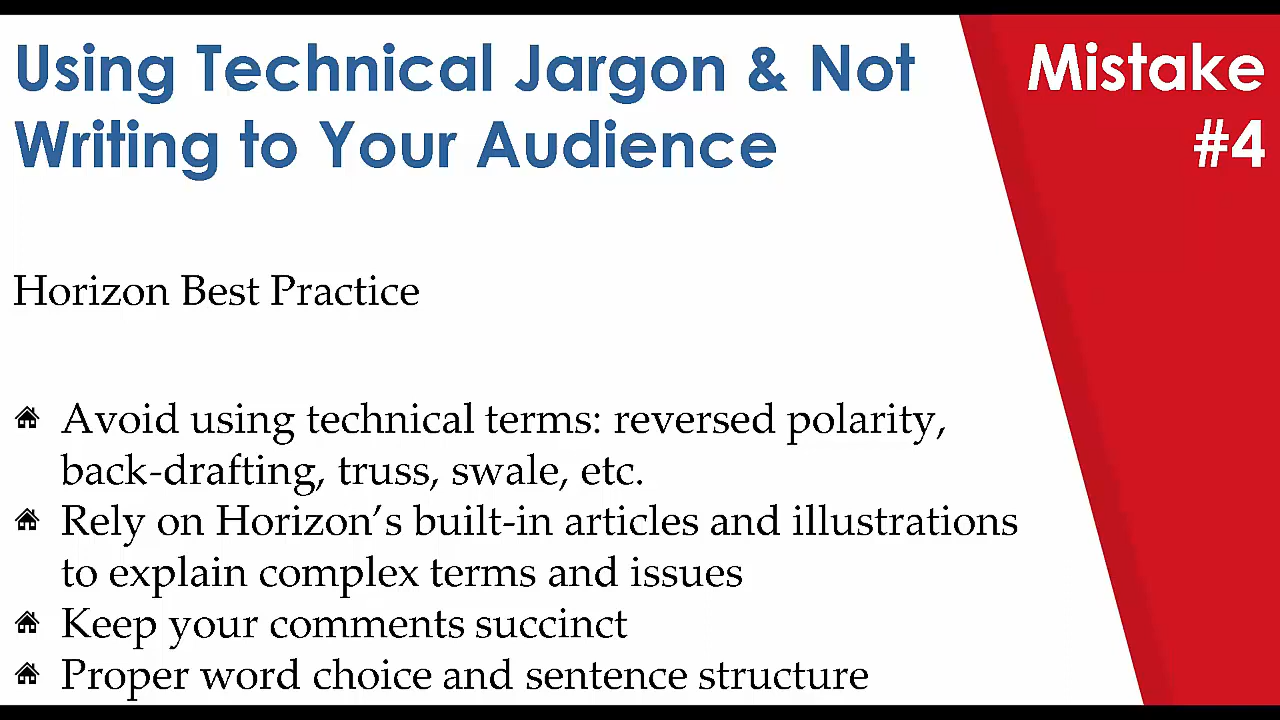 Using Technical Jargon & Not
Writing to Your Audience
Mistake
#4
Horizon Best Practice
Avoid using technical terms: reversed polarity,
back-drafting, truss, swale, etc.
Rely on Horizon’s built-in articles and illustrations
to explain complex terms and issues
Keep your comments succinct
Proper word choice and sentence structure